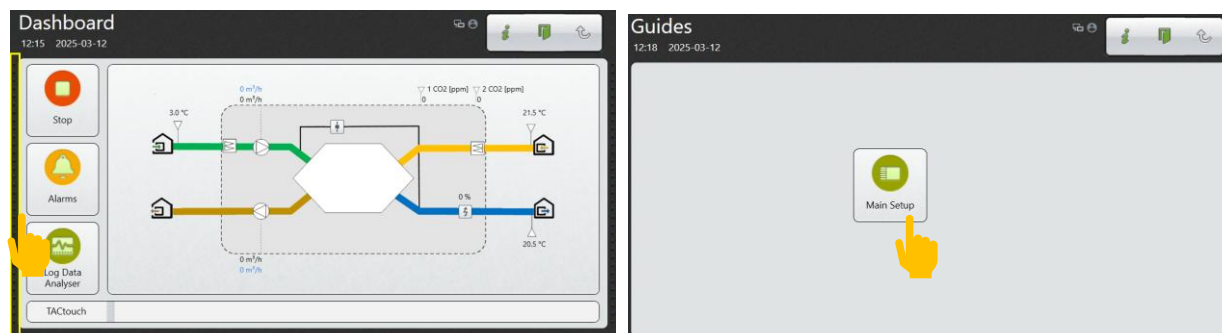 Dashboard
12:15 2025-03-12
Stop
Alarms
Log Data
Analyser
0 m³/h
0 m³/h
1 CO2 [ppm] 2 CO2 [ppm]
0 0
3.0 °C
21.5 °C
0 %
20.5 °C
0 m³/h
0 m³/h
TACtouch
Guides
12:18 2025-03-12
Main Setup